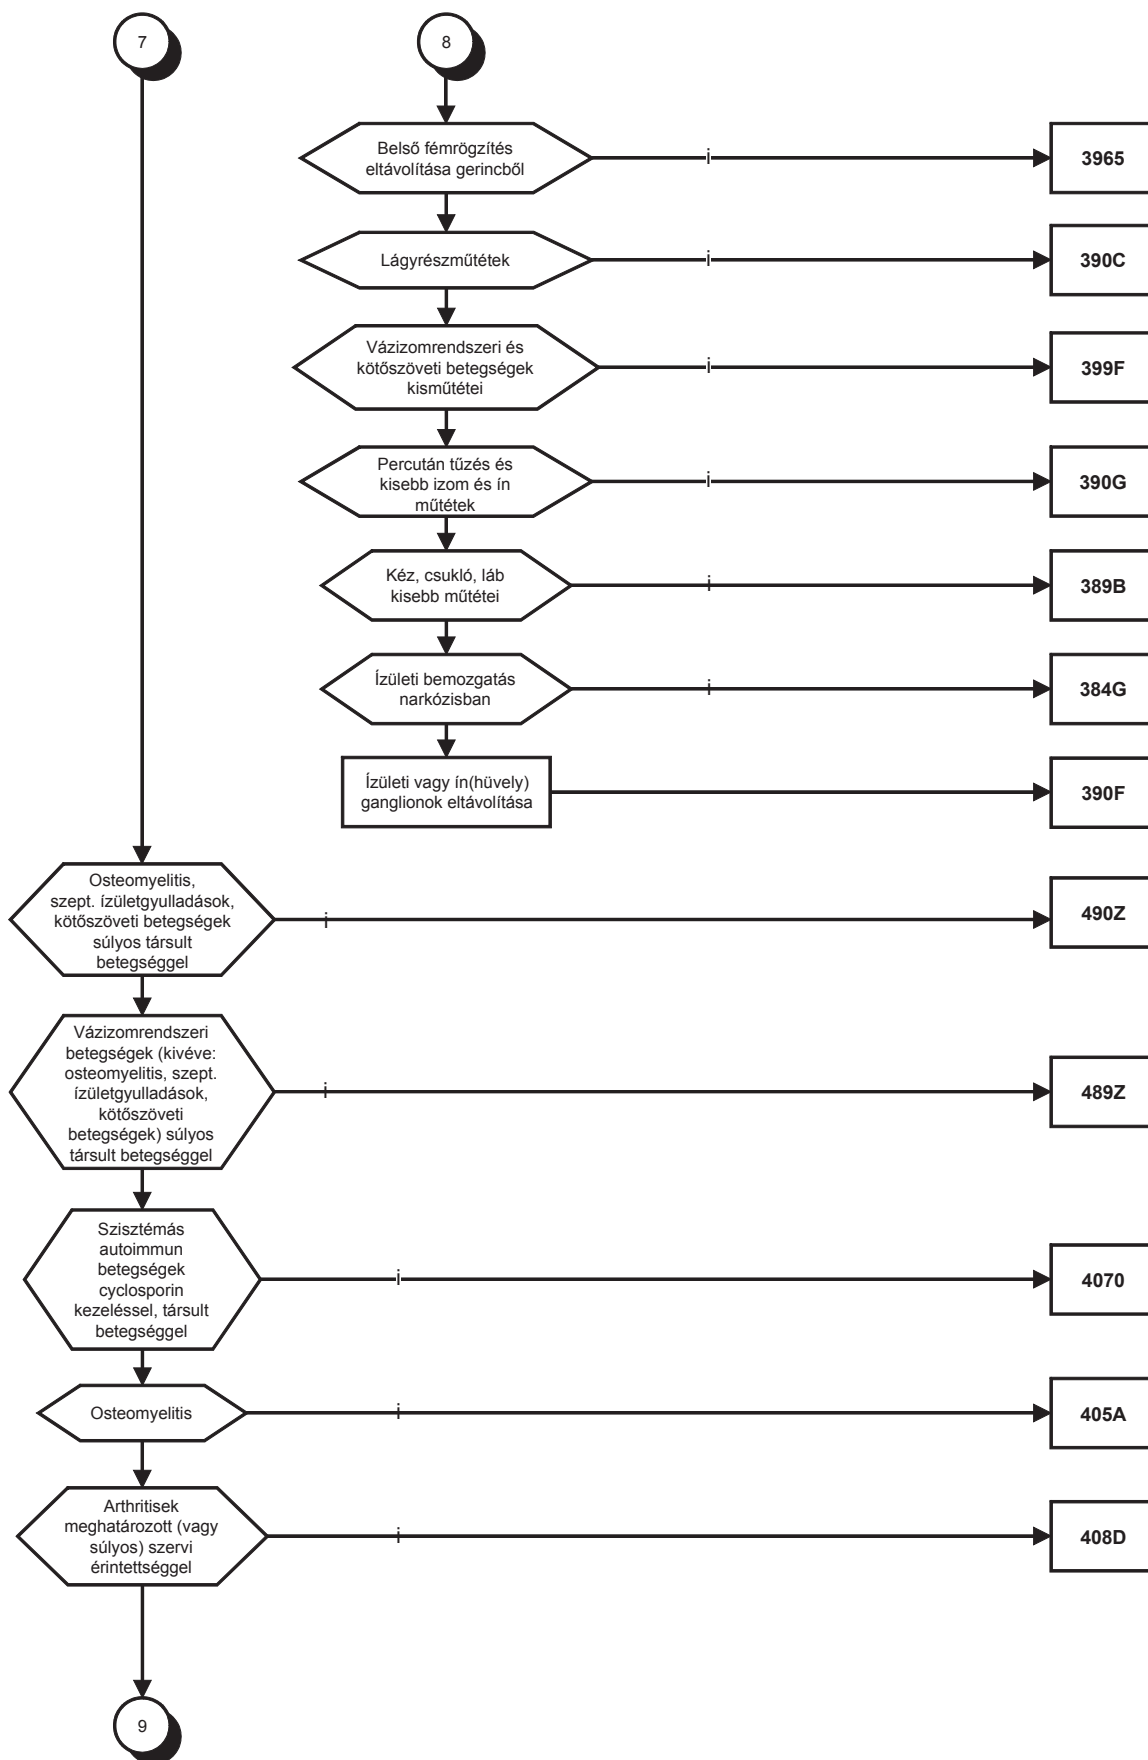 7
8
Belső fémrögzítés
eltávolítása gerincből
i
3965
Lágyrészműtétek
i
390C
Vázizomrendszeri és
kötőszöveti betegségek
kisműtétei
i
399F
Percután tűzés és
kisebb izom és ín
műtétek
i
390G
Kéz, csukló, láb
kisebb műtétei
i
389B
Ízületi bemozgatás
narkózisban
i
384G
Ízületi vagy ín(hüvely)
ganglionok eltávolítása
390F
Osteomyelitis,
szept. ízületgyulladások,
kötőszöveti betegségek
súlyos társult
betegséggel
i
490Z
Vázizomrendszeri
betegségek (kivéve:
osteomyelitis, szept.
ízületgyulladások,
kötőszöveti
betegségek) súlyos
társult betegséggel
i
489Z
Szisztémás
autoimmun
betegségek
cyclosporin
kezeléssel, társult
betegséggel
i
4070
Osteomyelitis
i
405A
Arthritisek
meghatározott (vagy
súlyos) szervi
érintettséggel
i
408D
9